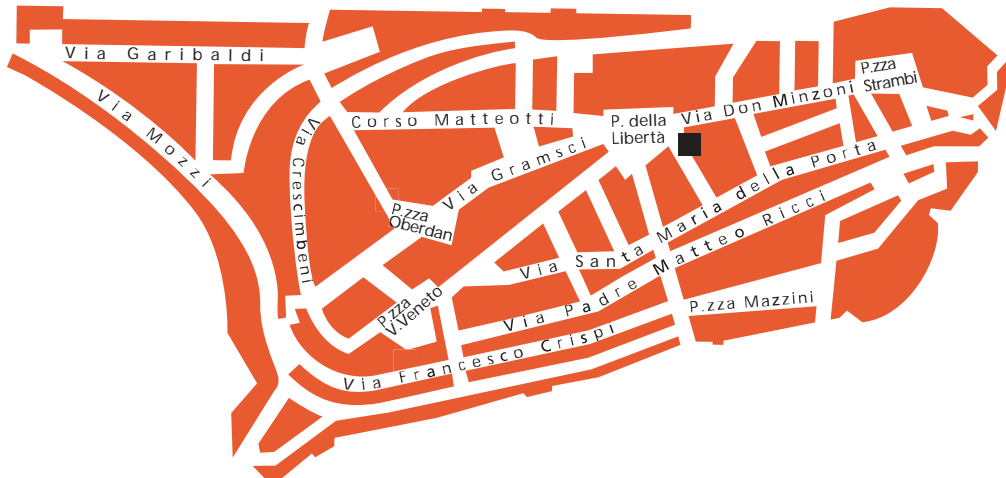 Via Garibaldi
P.zza
Strambi
Via Mozzi
Via Don Minzoni
Corso Matteotti
P. della
Libertà
Via Crescimbeni
Via Gramsci
Via Santa Maria della Porta
P.zza
Oberdan
Via Padre Matteo Ricci
P.zza
V.Veneto
P.zza Mazzini
Via Francesco Crispi